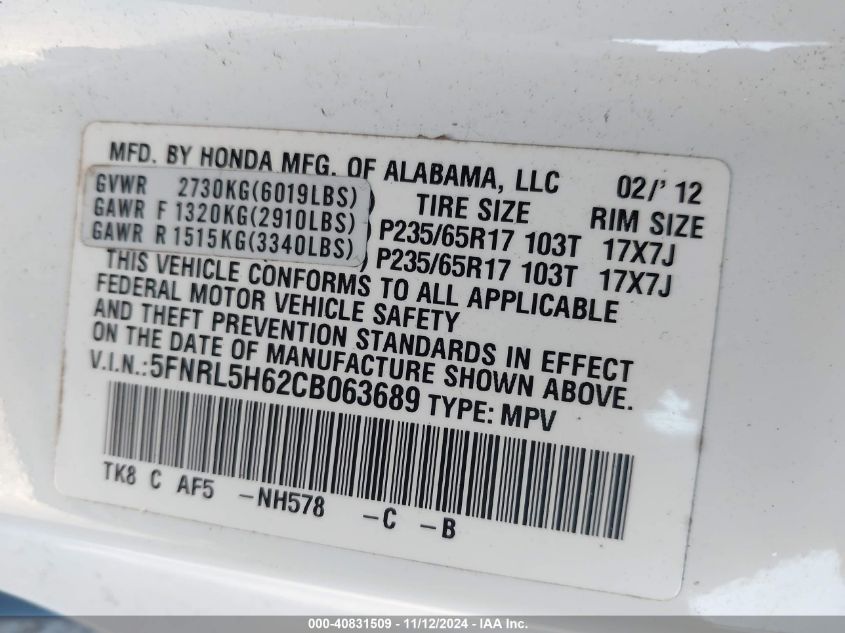 MFD. BY HONDA MFG. OF ALABAMA, LLC 02/' 12
GVWR 2730KG(6019LBS) TIRE SIZE RIM SIZE
GAWR F 1320KG(2910LBS) ) P235/65R17 103T 17X7J
GAWR R 1515KG(3340LBS) ) P235/65R17 103T 17X7J
THIS VEHICLE CONFORMS TO ALL APPLICABLE
FEDERAL MOTOR VEHICLE SAFETY
AND THEFT PREVENTION STANDARDS IN EFFECT
ON THE DATE OF MANUFACTURE SHOWN ABOVE.
V.I.N.:5FNRL5H62CB063689 TYPE: MPV
TK8 C AF5 -NH578 -C -B
000-40831509 - 11/12/2024 - IAA Inc.